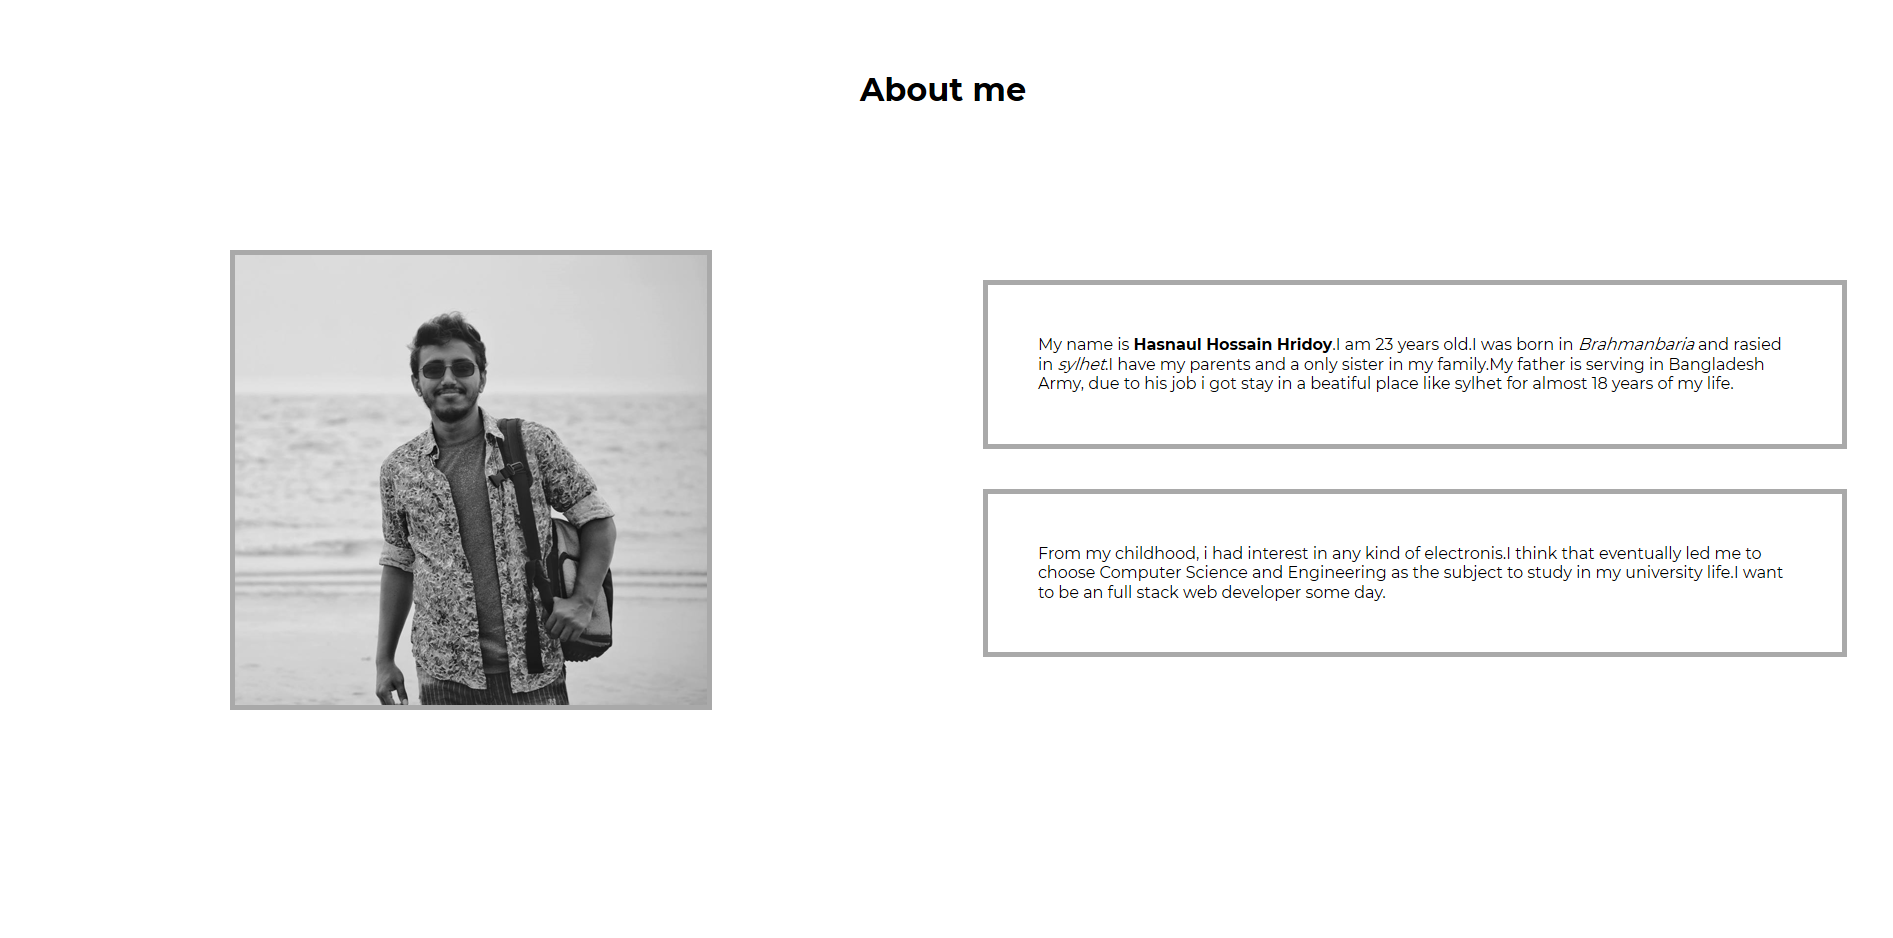 About me
My name is Hasnaul Hossain Hridoy.I am 23 years old.I was born in Brahmanbaria and rasied
in sylhet.I have my parents and a only sister in my family.My father is serving in Bangladesh
Army, due to his job i got stay in a beatiful place like sylhet for almost 18 years of my life.
From my childhood, i had interest in any kind of electronis.I think that eventually led me to
choose Computer Science and Engineering as the subject to study in my university life.I want
to be an full stack web developer some day.